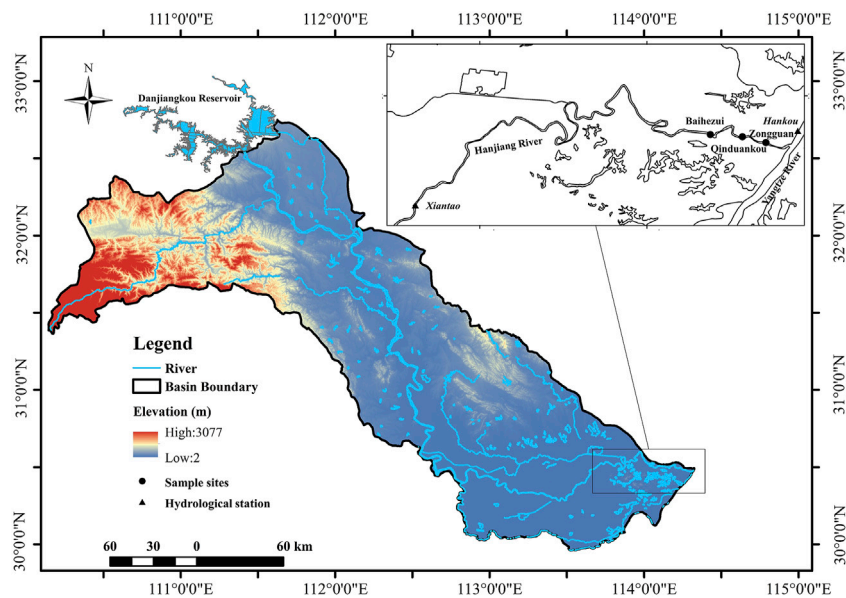 111°0'0"E 112°0'0"E 113°0'0"E 114°0'0"E 115°0'0"E
33°0'0"N
32°0'0"N
31°0'0"N
30°0'0"N
N
Danjiangkou Reservoir
Hanjiang River
Xiantao
Baihezui
Hankou
Zongguan
Qinduankou
Yangtze River
Legend
River
Basin Boundary
Elevation (m)
High:3077
Low:2
Sample sites
Hydrological station
60 30 0 60 km
33°0'0"N
32°0'0"N
31°0'0"N
30°0'0"N
111°0'0"E 112°0'0"E 113°0'0"E 114°0'0"E 115°0'0"E